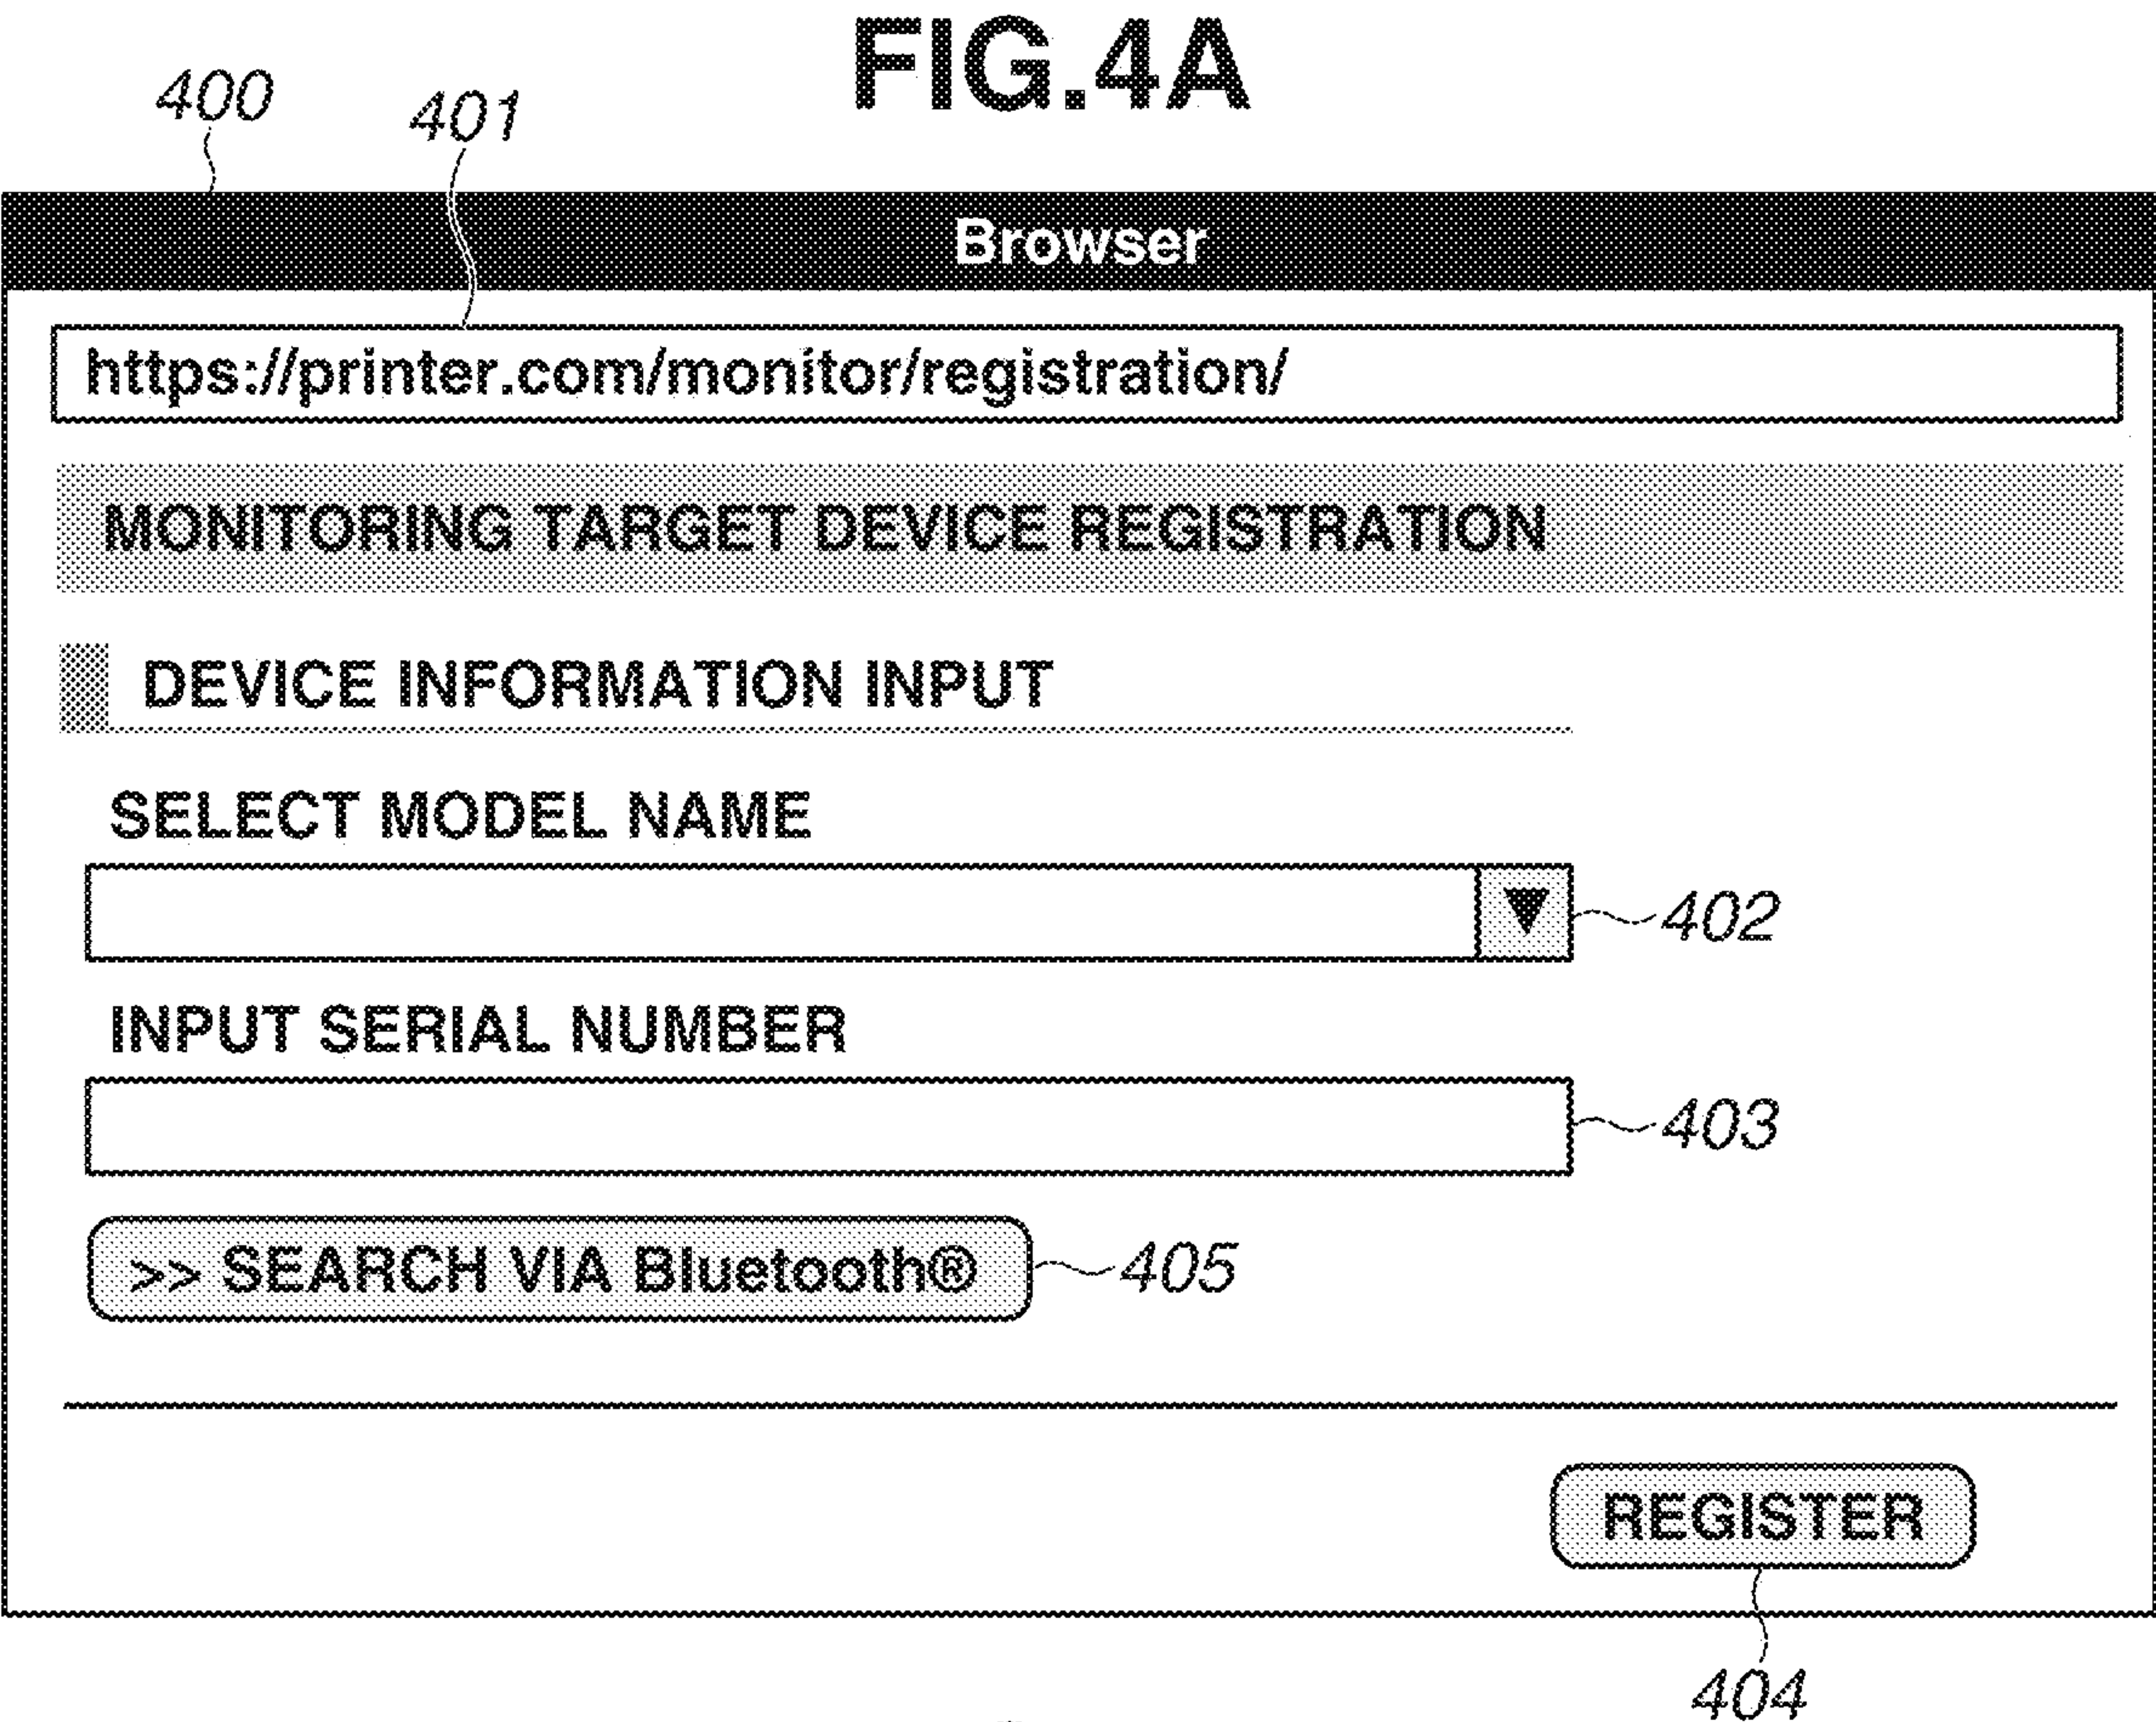 FIG.4A
400
401
Browser
https://printer.com/monitor/registration/
MONITORING TARGET DEVICE REGISTRATION
DEVICE INFORMATION INPUT
SELECT MODEL NAME
402
INPUT SERIAL NUMBER
403
>> SEARCH VIA Bluetooth®
405
REGISTER
404